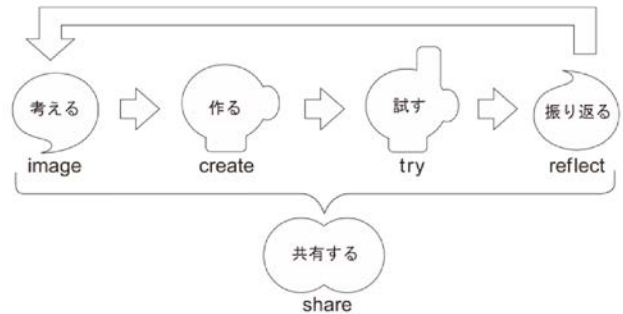 考える
image
作る
create
試す
try
振り返る
reflect
共有する
share